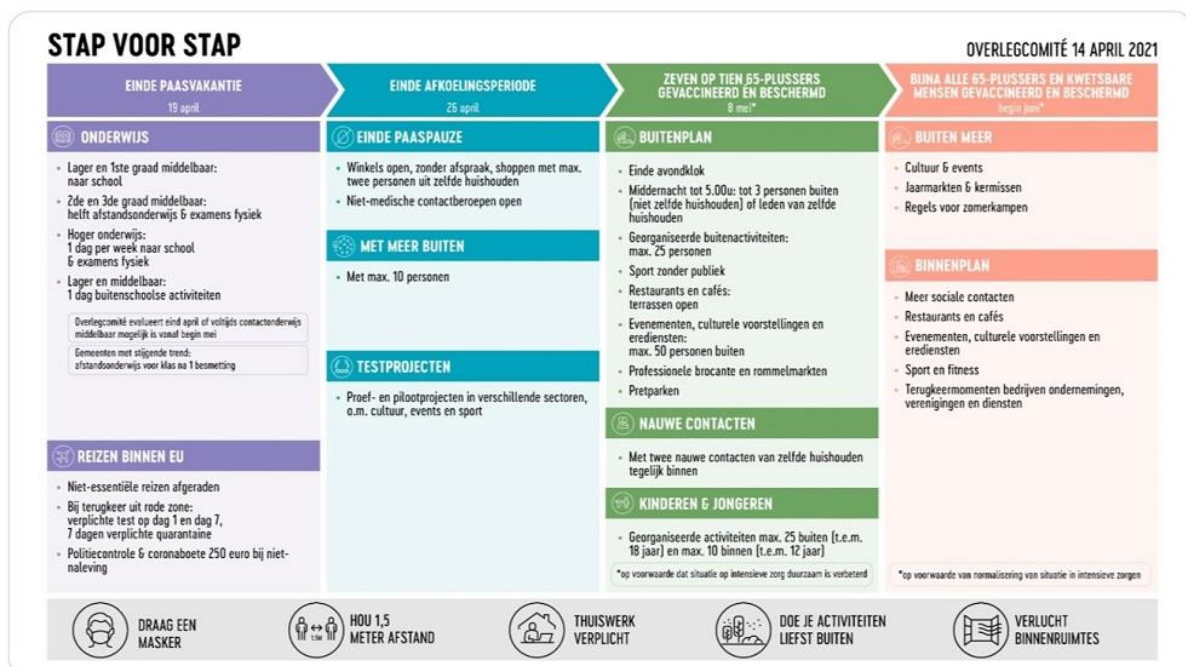 STAP VOOR STAP
OVERLEGCOMITÉ 14 APRIL 2021
EINDE PAASVAKANTIE
19 april
ONDERWIJS
Lager en 1ste graad middelbaar:
naar school
2de en 3de graad middelbaar:
helft afstandsonderwijs & examens fysiek
Hoger onderwijs:
1 dag per week naar school
& examens fysiek
Lager en middelbaar:
1 dag buitenschoolse activiteiten
Overlegcomité evalueert eind april of voltijds contactonderwijs
middelbaar mogelijk is vanaf begin mei
Gemeenten met stijgende trend:
afstandsonderwijs voor klas na 1 besmetting
REIZEN BINNEN EU
Niet-essentiële reizen afgeraden
Bij terugkeer uit rode zone:
verplichte test op dag 1 en dag 7,
7 dagen verplichte quarantaine
Politiecontrole & coronaboete 250 euro bij niet-
naleving
EINDE AFKOELINGSPERIODE
26 april
EINDE PAASPAUZE
Winkels open, zonder afspraak, shoppen met max.
twee personen uit zelfde huishouden
Niet-medische contactberoepen open
MET MEER BUITEN
Met max. 10 personen
TESTPROJECTEN
Proef- en pilootprojecten in verschillende sectoren,
o.m. cultuur, events en sport
ZEVEN OP TIEN 65-PLUSSERS
GEVACCINEERD EN BESCHERMD
8 mei*
BUITENPLAN
Einde avondklok
Middernacht tot 5.00u: tot 3 personen buiten
(niet zelfde huishouden) of leden van zelfde
huishouden
Georganiseerde buitenactiviteiten:
max. 25 personen
Sport zonder publiek
Restaurants en cafés:
terrassen open
Evenementen, culturele voorstellingen en
erediensten:
max. 50 personen buiten
Professionele brocante en rommelmarkten
Pretparken
NAUWE CONTACTEN
Met twee nauwe contacten van zelfde huishouden
tegelijk binnen
KINDEREN & JONGEREN
Georganiseerde activiteiten max. 25 buiten (t.e.m.
18 jaar) en max. 10 binnen (t.e.m. 12 jaar)
*op voorwaarde dat situatie op intensieve zorg duurzaam is verbeterd
BIJNA ALLE 65-PLUSSERS EN KWETSBARE
MENSEN GEVACCINEERD EN BESCHERMD
begin juni*
BUITEN MEER
Cultuur & events
Jaarmarkten & kermissen
Regels voor zomerkampen
BINNENPLAN
Meer sociale contacten
Restaurants en cafés
Evenementen, culturele voorstellingen en
erediensten
Sport en fitness
Terugkeermomenten bedrijven ondernemingen,
verenigingen en diensten
*op voorwaarde van normalisering van situatie in intensieve zorgen
DRAAG EEN
MASKER
1.5M
HOU 1,5
METER AFSTAND
THUISWERK
VERPLICHT
DOE JE ACTIVITEITEN
LIEFST BUITEN
VERLUCHT
BINNENRUIMTES